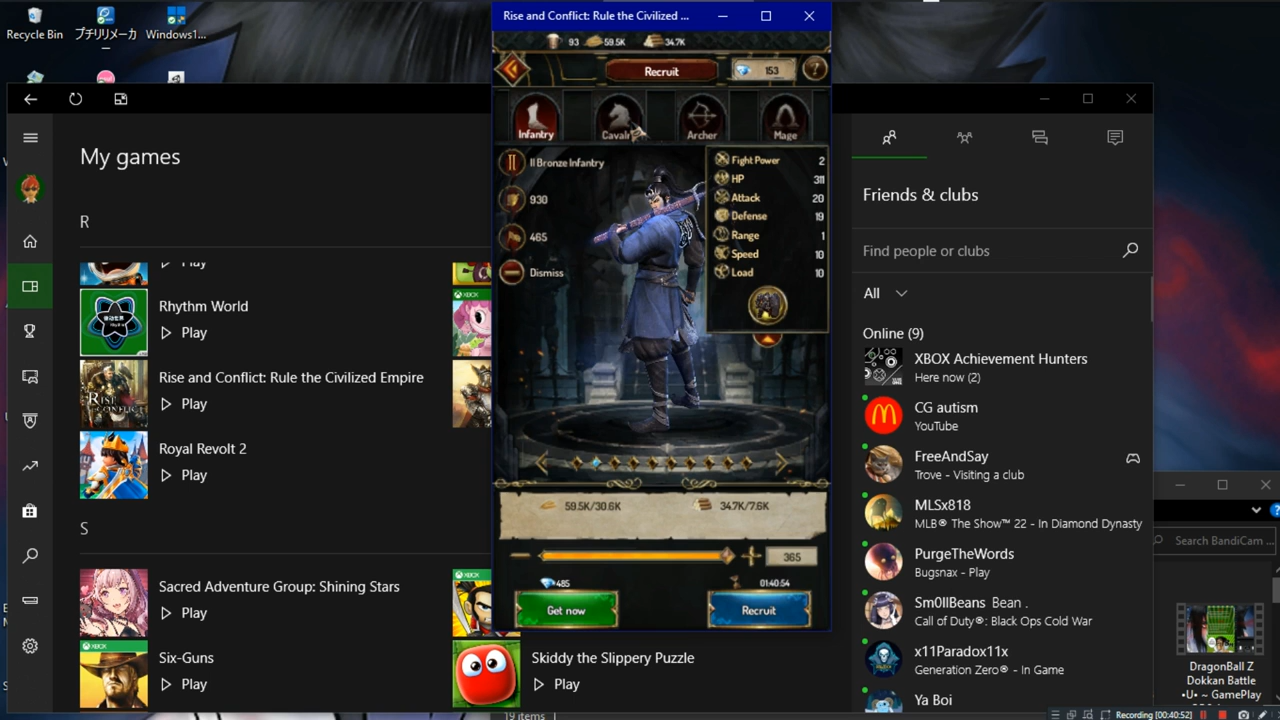 Recycle Bin
プチリリメーカー
Windows1...
Rise and Conflict: Rule the Civilized ...
93 59.5K 34.7K
Recruit
153
?
Infantry
Cavalr
Archer
Mage
II
II Bronze Infantry
930
465
Dismiss
Fight Power 2
HP 311
Attack 20
Defense 19
Range 1
Speed 10
Load 10
59.5K/30.6K
34.7K/7.6K
365
485
01:40:54
Get now
Recruit
My games
R
Play
Rhythm World
Play
Rise and Conflict: Rule the Civilized Empire
Play
Royal Revolt 2
Play
S
Sacred Adventure Group: Shining Stars
Play
XBOX
Six-Guns
Play
XBOX
XBOX
Skiddy the Slippery Puzzle
Play
Friends & clubs
Find people or clubs
All
Online (9)
XBOX Achievement Hunters
Here now (2)
CG autism
YouTube
FreeAndSay
Trove - Visiting a club
MLSx818
MLB® The Show™ 22 - In Diamond Dynasty
PurgeTheWords
Bugsnax - Play
Sm0llBeans Bean .
Call of Duty®: Black Ops Cold War
x11Paradox11x
Generation Zero® - In Game
Ya Boi
Search BandiCam ...
DragonBall Z
Dokkan Battle
•U• ~ GamePlay
19 items
Recording [00:40:52]